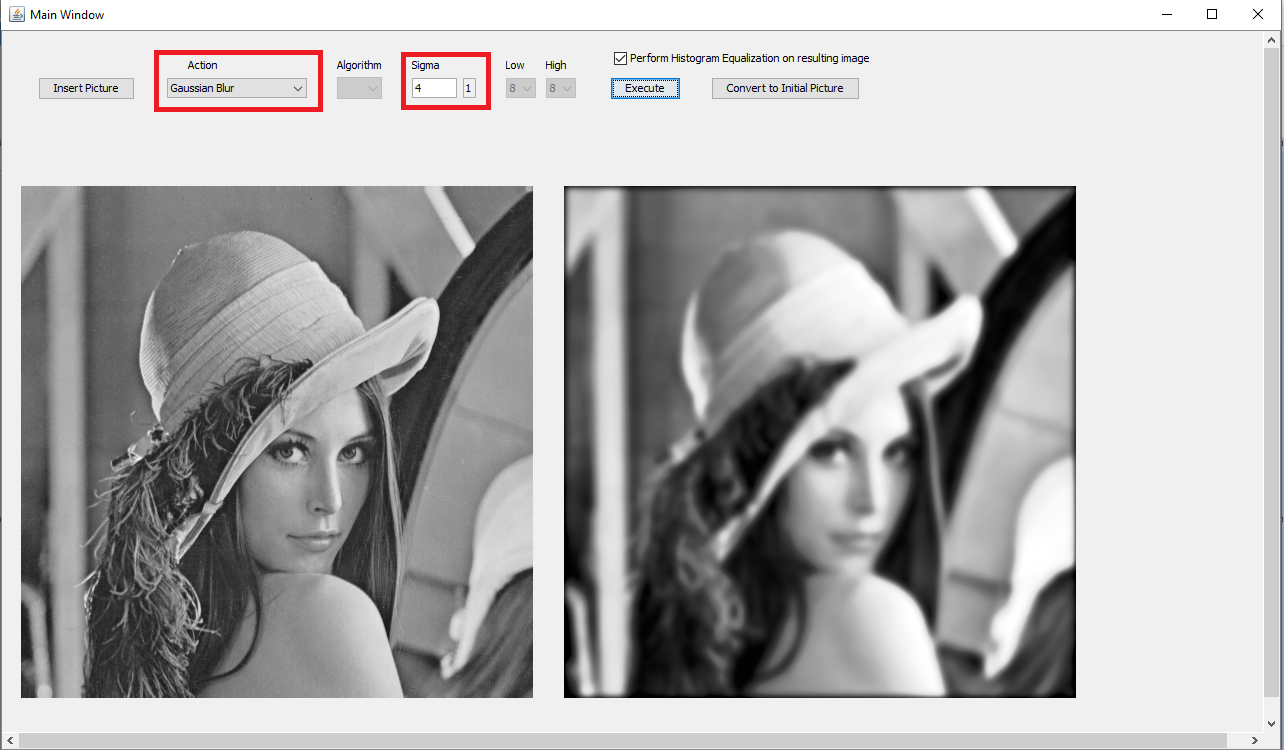 Main Window
Action
Algorithm
Sigma
Low
High
Perform Histogram Equalization on resulting image
Insert Picture
Gaussian Blur
4
1
8
8
Execute
Convert to Initial Picture